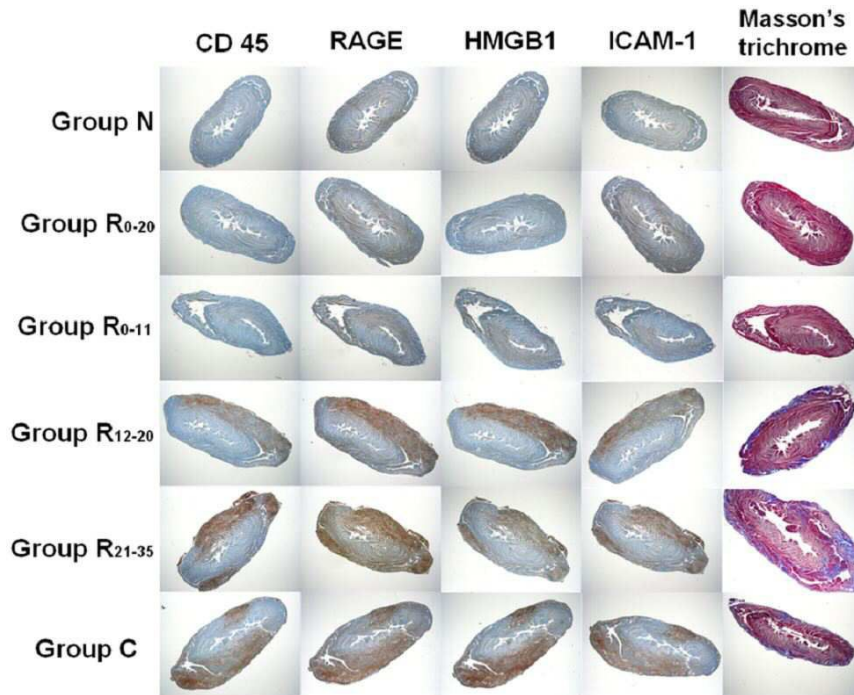 CD 45 RAGE HMGB1 ICAM-1 Masson's
trichrome
Group N
Group R0-20
Group R0-11
Group R12-20
Group R21-35
Group C